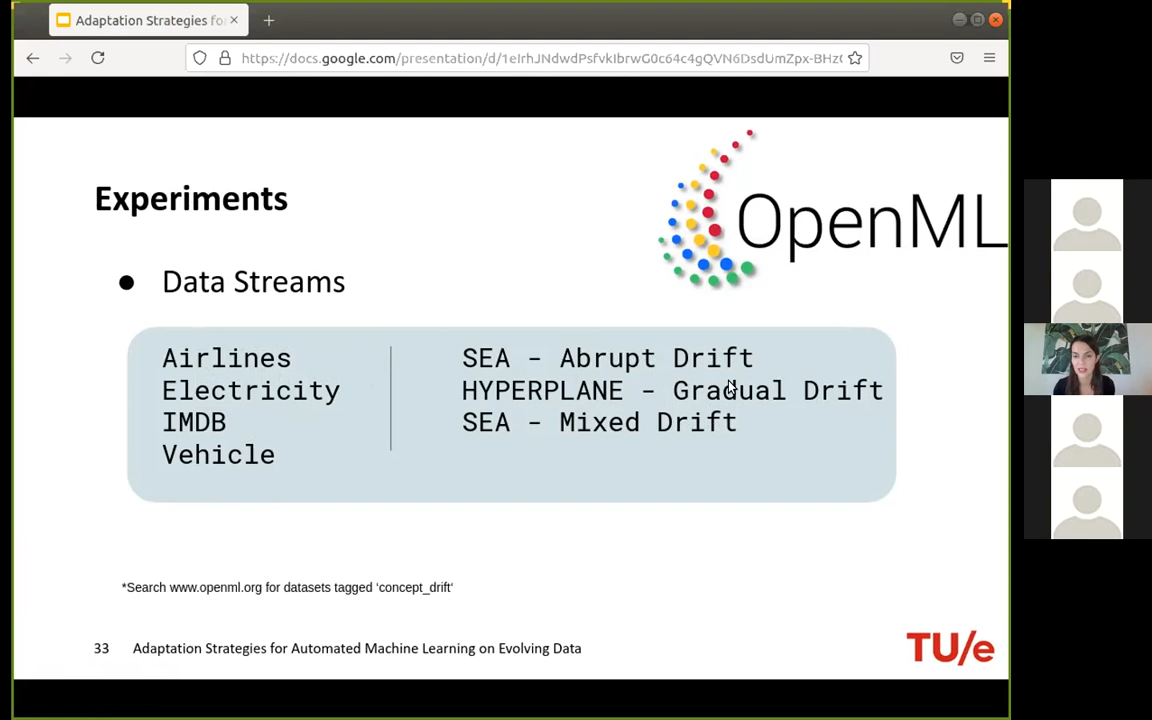 Adaptation Strategies fo
https://docs.google.com/presentation/d/1eIrhJNdwdPsfvkIbrwG0c64c4gQVN6DsdUmZpx-BHz
Experiments
OpenML
● Data Streams
Airlines
Electricity
IMDB
Vehicle
SEA - Abrupt Drift
HYPERPLANE - Gradual Drift
SEA - Mixed Drift
*Search www.openml.org for datasets tagged 'concept_drift'
33 Adaptation Strategies for Automated Machine Learning on Evolving Data
TU/e